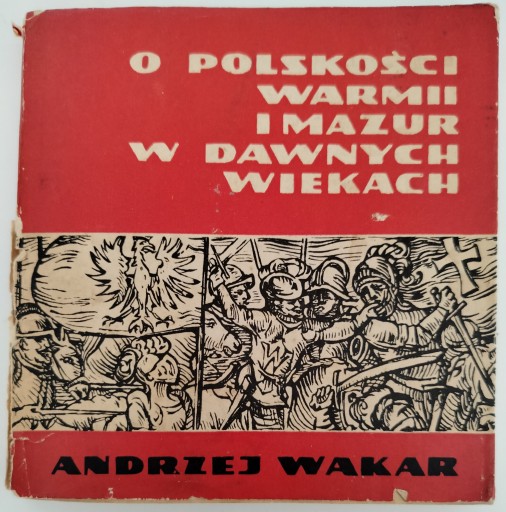 O POLSKOŚCI
WARMII
I MAZUR
W DAWNYCH
WIEKACH
ANDRZEJ WAKAR